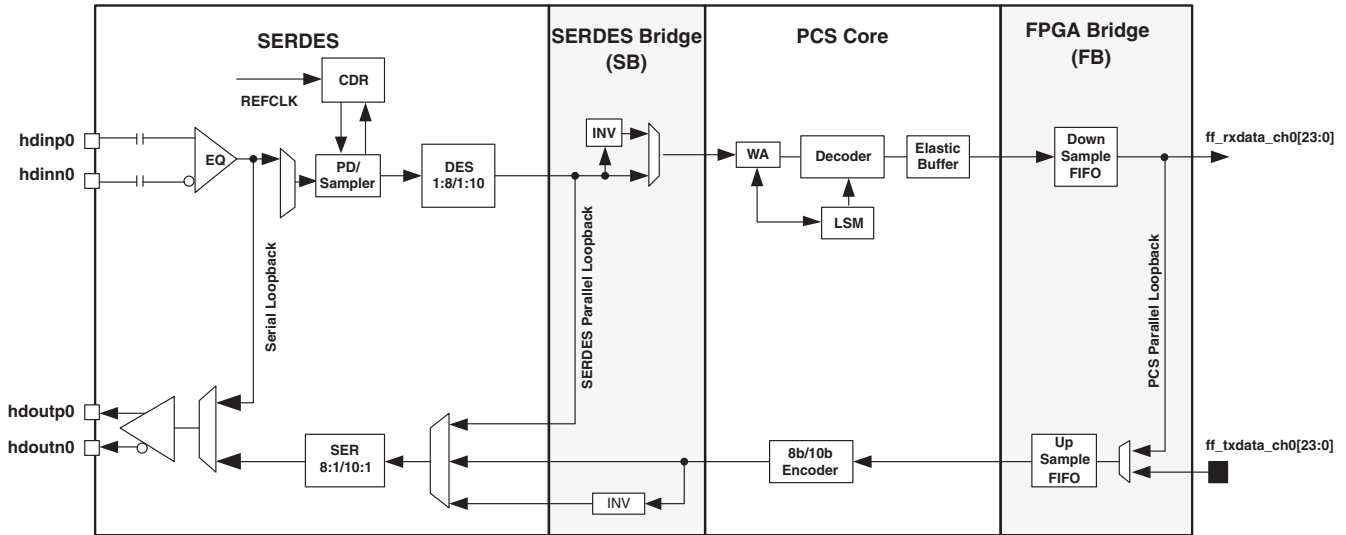 SERDES
SERDES Bridge
(SB)
PCS Core
FPGA Bridge
(FB)
REFCLK
CDR
hdinp0
hdinn0
EQ
PD/
Sampler
DES
1:8/1:10
INV
WA
Decoder
Elastic
Buffer
LSM
Down
Sample
FIFO
ff_rxdata_ch0[23:0]
Serial Loopback
SERDES Parallel Loopback
PCS Parallel Loopback
hdoutp0
hdoutn0
SER
8:1/10:1
INV
8b/10b
Encoder
Up
Sample
FIFO
ff_txdata_ch0[23:0]